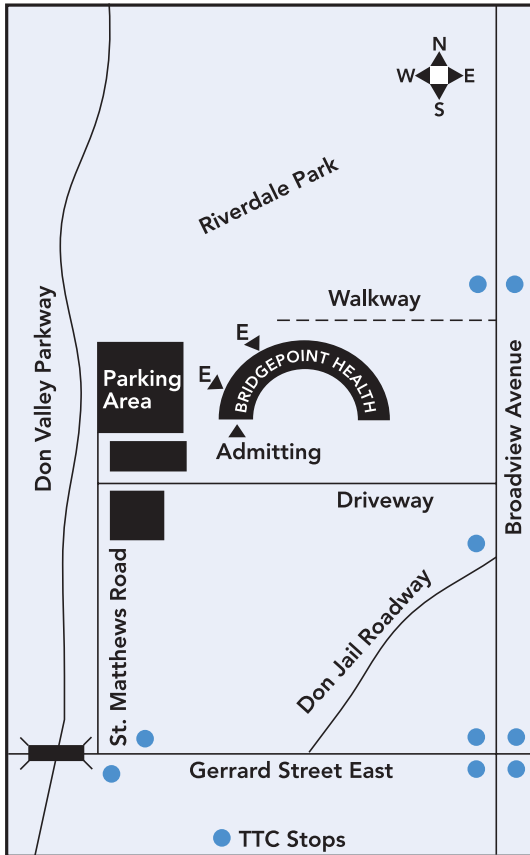 N
W E
S
Riverdale Park
Walkway
Don Valley Parkway
E
BRIDGEPOINT HEALTH
Parking
Area
E
Admitting
Broadview Avenue
Driveway
St. Matthews Road
Don Jail Roadway
Gerrard Street East
TTC Stops